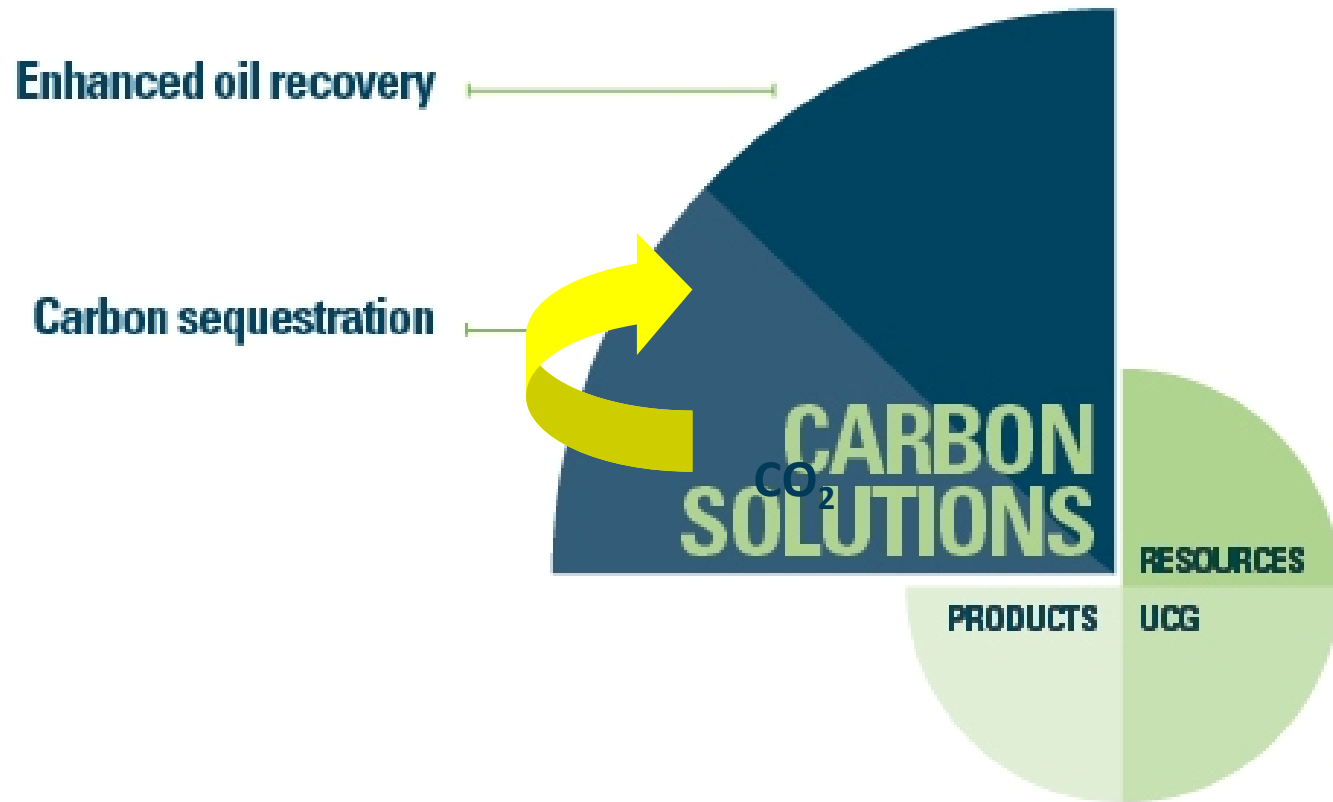 Enhanced oil recovery
Carbon sequestration
CARBON
CO₂
SOLUTIONS
RESOURCES
PRODUCTS
UCG